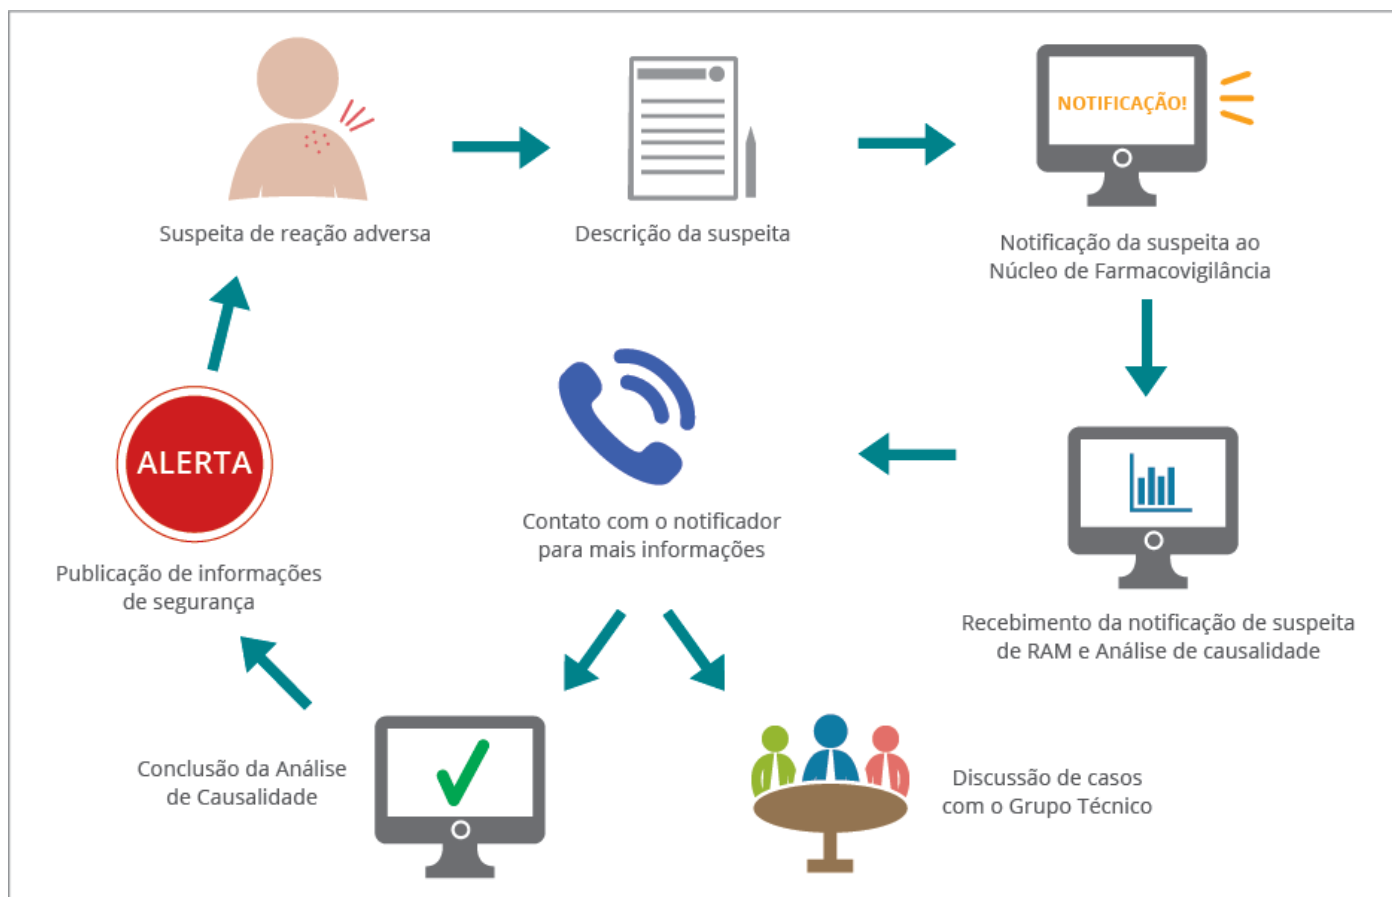 Suspeita de reação adversa
Descrição da suspeita
NOTIFICAÇÃO!
Notificação da suspeita ao
Núcleo de Farmacovigilância
Recebimento da notificação de suspeita
de RAM e Análise de causalidade
Contato com o notificador
para mais informações
Discussão de casos
com o Grupo Técnico
Conclusão da Análise
de Causalidade
ALERTA
Publicação de informações
de segurança